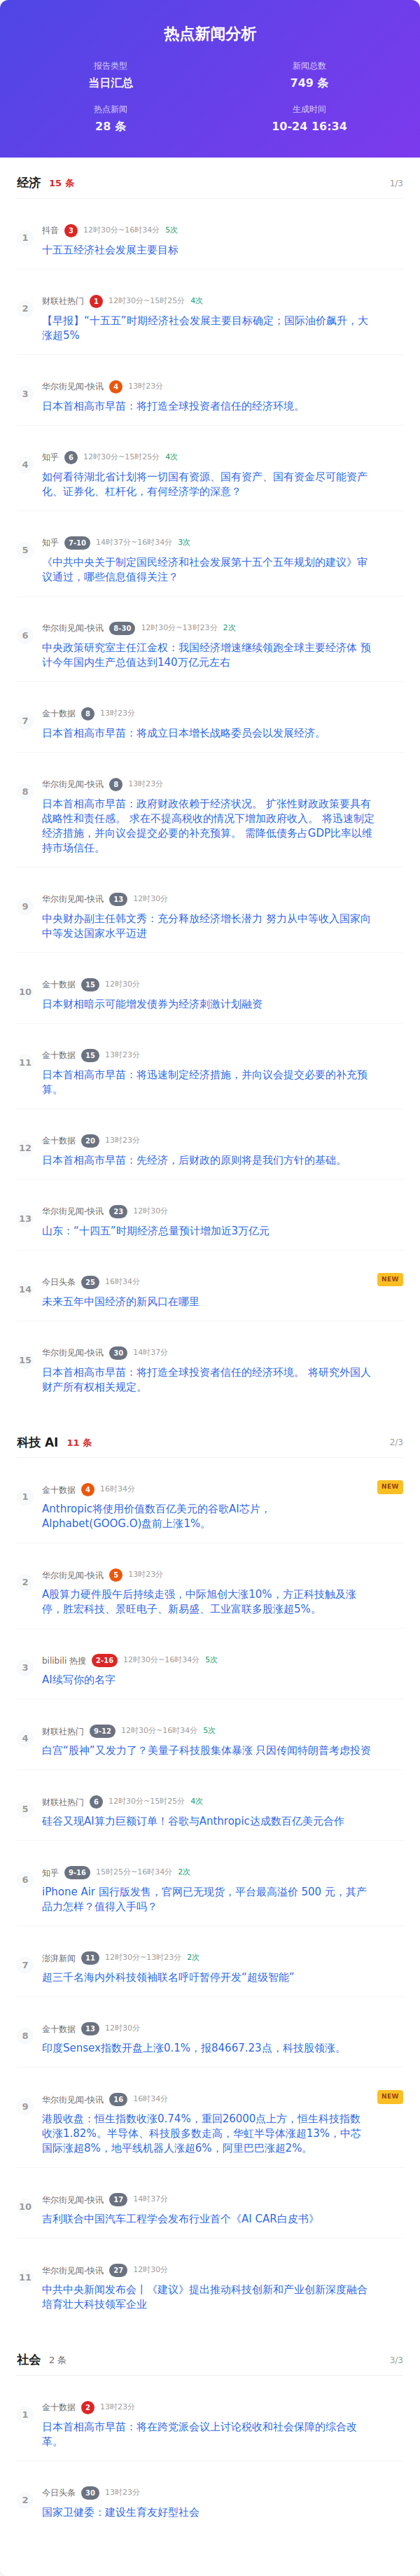 热点新闻分析
报告类型 新闻总数
当日汇总 749 条
热点新闻 生成时间
28 条 10-24 16:34
经济 15 条 1/3
1 抖音 3 12时30分~16时34分 5次
十五五经济社会发展主要目标
2 财联社热门 1 12时30分~15时25分 4次
【早报】“十五五”时期经济社会发展主要目标确定；国际油价飙升，大
涨超5%
3 华尔街见闻-快讯 4 13时23分
日本首相高市早苗：将打造全球投资者信任的经济环境。
4 知乎 6 12时30分~15时25分 4次
如何看待湖北省计划将一切国有资源、国有资产、国有资金尽可能资产
化、证券化、杠杆化，有何经济学的深意？
5 知乎 7-10 14时37分~16时34分 3次
《中共中央关于制定国民经济和社会发展第十五个五年规划的建议》审
议通过，哪些信息值得关注？
6 华尔街见闻-快讯 8-30 12时30分~13时23分 2次
中央政策研究室主任江金权：我国经济增速继续领跑全球主要经济体 预
计今年国内生产总值达到140万亿元左右
7 金十数据 8 13时23分
日本首相高市早苗：将成立日本增长战略委员会以发展经济。
8 华尔街见闻-快讯 8 13时23分
日本首相高市早苗：政府财政依赖于经济状况。 扩张性财政政策要具有
战略性和责任感。 求在不提高税收的情况下增加政府收入。 将迅速制定
经济措施，并向议会提交必要的补充预算。 需降低债务占GDP比率以维
持市场信任。
9 华尔街见闻-快讯 13 12时30分
中央财办副主任韩文秀：充分释放经济增长潜力 努力从中等收入国家向
中等发达国家水平迈进
10 金十数据 15 12时30分
日本财相暗示可能增发债券为经济刺激计划融资
11 金十数据 15 13时23分
日本首相高市早苗：将迅速制定经济措施，并向议会提交必要的补充预
算。
12 金十数据 20 13时23分
日本首相高市早苗：先经济，后财政的原则将是我们方针的基础。
13 华尔街见闻-快讯 23 12时30分
山东：“十四五”时期经济总量预计增加近3万亿元
14 今日头条 25 16时34分 NEW
未来五年中国经济的新风口在哪里
15 华尔街见闻-快讯 30 14时37分
日本首相高市早苗：将打造全球投资者信任的经济环境。 将研究外国人
财产所有权相关规定。
科技 AI 11 条 2/3
1 金十数据 4 16时34分 NEW
Anthropic将使用价值数百亿美元的谷歌AI芯片，
Alphabet(GOOG.O)盘前上涨1%。
2 华尔街见闻-快讯 5 13时23分
A股算力硬件股午后持续走强，中际旭创大涨10%，方正科技触及涨
停，胜宏科技、景旺电子、新易盛、工业富联多股涨超5%。
3 bilibili 热搜 2-16 12时30分~16时34分 5次
AI续写你的名字
4 财联社热门 9-12 12时30分~16时34分 5次
白宫“股神”又发力了？美量子科技股集体暴涨 只因传闻特朗普考虑投资
5 财联社热门 6 12时30分~15时25分 4次
硅谷又现AI算力巨额订单！谷歌与Anthropic达成数百亿美元合作
6 知乎 9-16 15时25分~16时34分 2次
iPhone Air 国行版发售，官网已无现货，平台最高溢价 500 元，其产
品力怎样？值得入手吗？
7 澎湃新闻 11 12时30分~13时23分 2次
超三千名海内外科技领袖联名呼吁暂停开发“超级智能”
8 金十数据 13 12时30分
印度Sensex指数开盘上涨0.1%，报84667.23点，科技股领涨。
9 华尔街见闻-快讯 16 16时34分 NEW
港股收盘：恒生指数收涨0.74%，重回26000点上方，恒生科技指数
收涨1.82%。半导体、科技股多数走高，华虹半导体涨超13%，中芯
国际涨超8%，地平线机器人涨超6%，阿里巴巴涨超2%。
10 华尔街见闻-快讯 17 14时37分
吉利联合中国汽车工程学会发布行业首个《AI CAR白皮书》
11 华尔街见闻-快讯 27 12时30分
中共中央新闻发布会丨《建议》提出推动科技创新和产业创新深度融合
培育壮大科技领军企业
社会 2 条 3/3
1 金十数据 2 13时23分
日本首相高市早苗：将在跨党派会议上讨论税收和社会保障的综合改
革。
2 今日头条 30 13时23分
国家卫健委：建设生育友好型社会